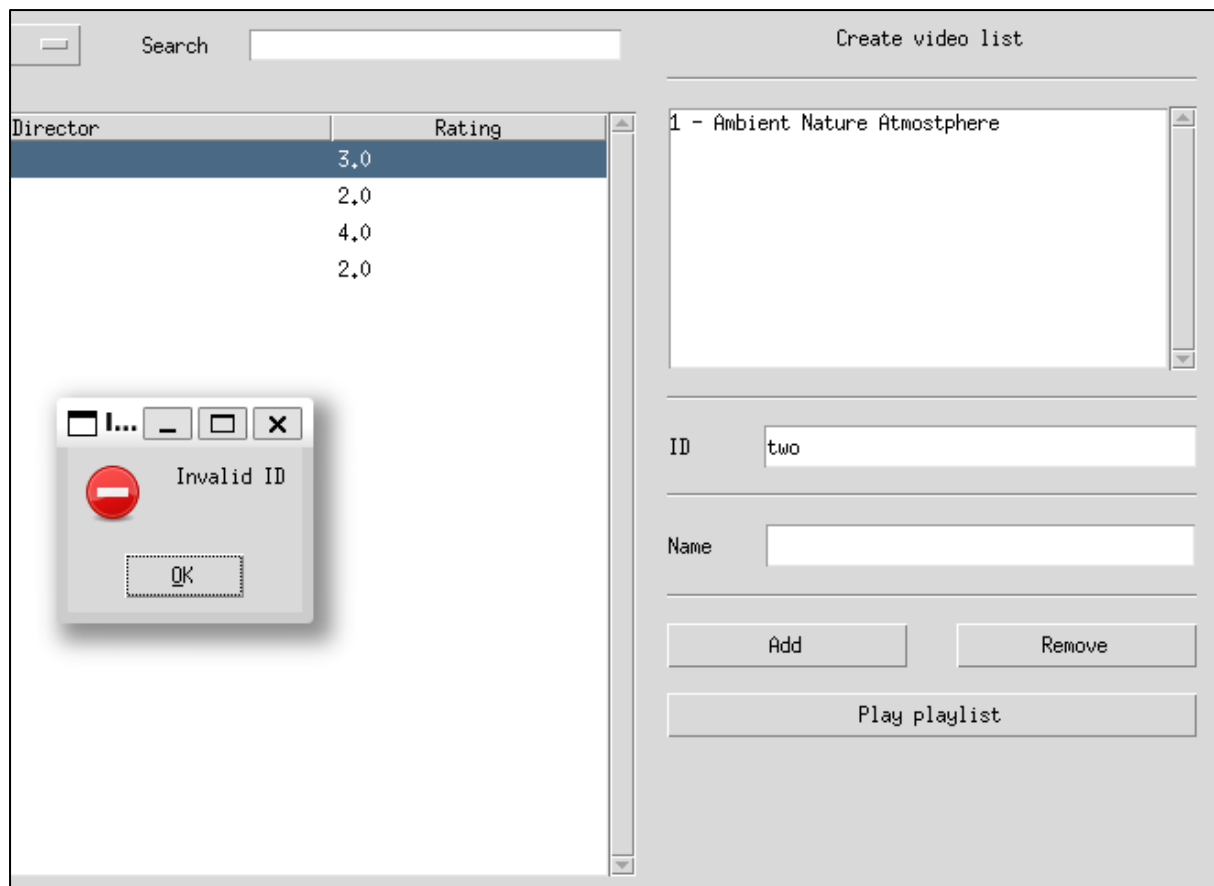 Search
Create video list
Director Rating
3.0
2.0
4.0
2.0
1 - Ambient Nature Atmostphere
I...
Invalid ID
OK
ID two
Name
Add Remove
Play playlist